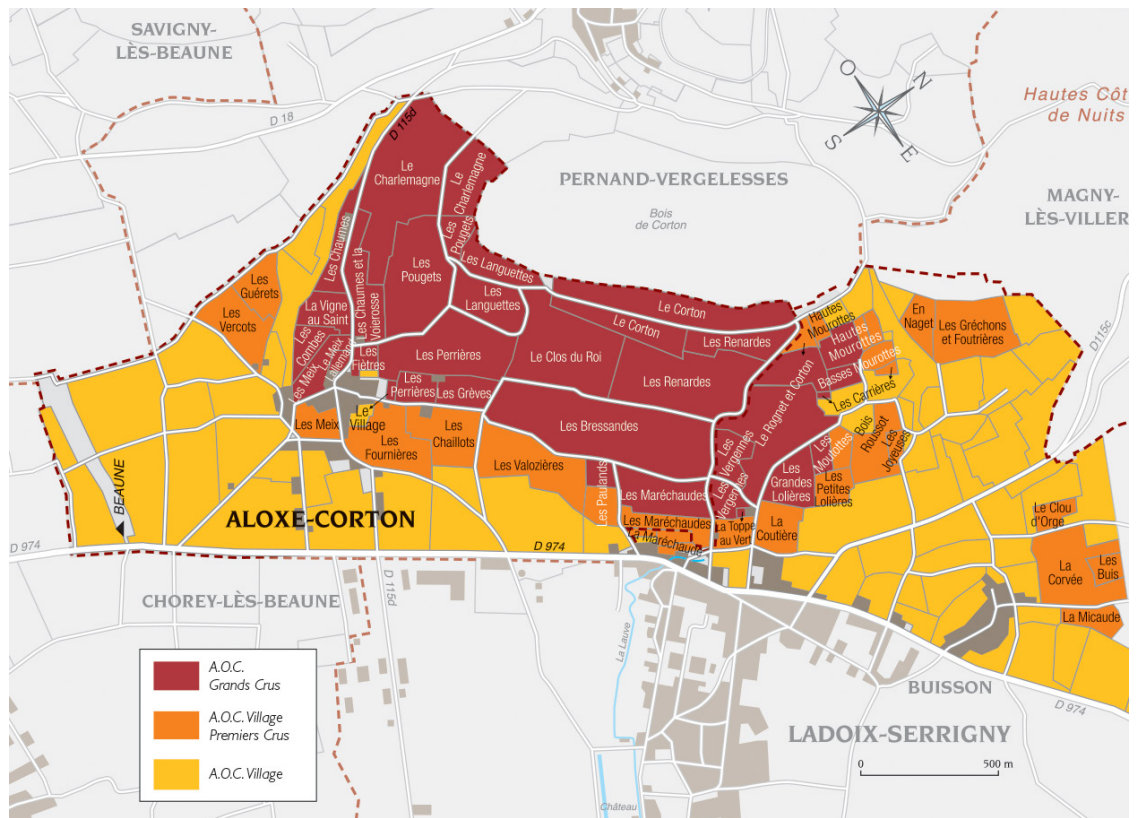 SAVIGNY-
LÈS-BEAUNE
D 18
D 115d
O
N
S
E
Hautes Côt
de Nuits
PERNAND-VERGELESSES
Bois
de Corton
MAGNY-
LÈS-VILLER
D115c
Le
Charlemagne
Le
Charlemagne
Les
Pougets
Les Languettes
Les Chaumes
Les
Pougets
Les
Languettes
Le Corton
Le Corton
Les Renardes
Hautes
Mourottes
Hautes
Mourottes
Basses Mourottes
En
Naget
Les Gréchons
et Foutrières
Les
Guérets
Les
Vercots
La Vigne
au Saint
Les Chaumes et la
Voierosse
Les
Combes
Le Meix
Lallemand
Les Meix
Les
Fiètres
Les Perrières
Le Clos du Roi
Les Renardes
Le Rognet et Corton
Les Carrières
Les
Perrières
Les Grèves
Les Meix
Le
Village
Les
Fournières
Les
Chaillots
Les Bressandes
Les
Vergennes
Les
Vergennes
Les
Moutottes
Bois
Roussot
Les
Joyeuses
Les Valozières
Les Paulands
Les Maréchaudes
Les
Grandes
Lolières
Les
Petites
Lolières
Les Maréchaudes
La Maréchaude
La Toppe
au Vert
La
Coutière
Le Clou
d'Orge
La
Corvée
Les
Buis
La Micaude
BEAUNE
ALOXE-CORTON
D 974
D 974
CHOREY-LÈS-BEAUNE
D 115d
La Lauve
BUISSON
D 974
LADOIX-SERRIGNY
0
500 m
Château
A.O.C.
Grands Crus
A.O.C. Village
Premiers Crus
A.O.C. Village